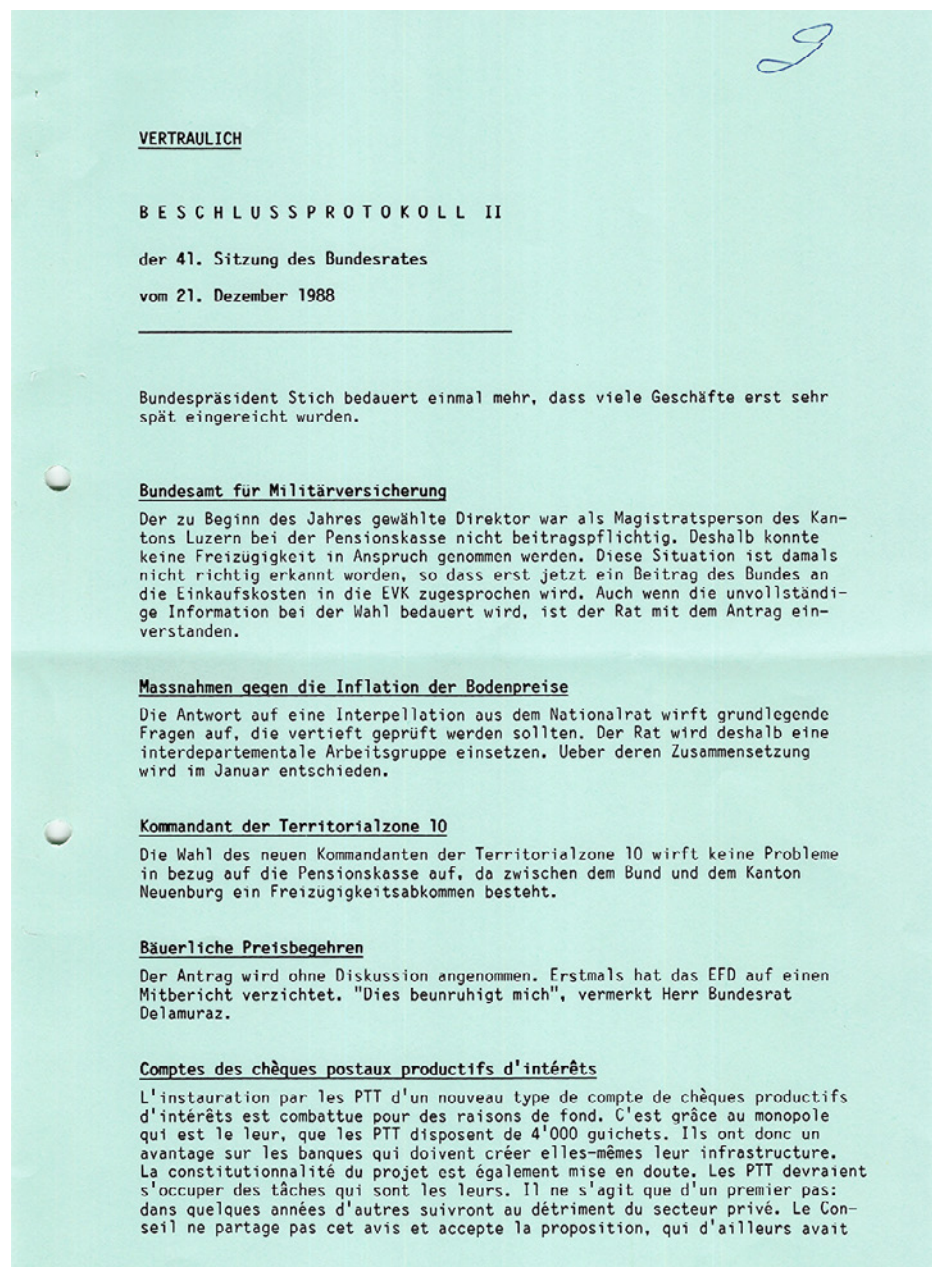 VERTRAULICH
BESCHLUSSPROTOKOLL II
der 41. Sitzung des Bundesrates
vom 21. Dezember 1988
Bundespräsident Stich bedauert einmal mehr, dass viele Geschäfte erst sehr
spät eingereicht wurden.
Bundesamt für Militärversicherung
Der zu Beginn des Jahres gewählte Direktor war als Magistratsperson des Kan-
tons Luzern bei der Pensionskasse nicht beitragspflichtig. Deshalb konnte
keine Freizügigkeit in Anspruch genommen werden. Diese Situation ist damals
nicht richtig erkannt worden, so dass erst jetzt ein Beitrag des Bundes an
die Einkaufskosten in die EVK zugesprochen wird. Auch wenn die unvollständi-
ge Information bei der Wahl bedauert wird, ist der Rat mit dem Antrag ein-
verstanden.
Massnahmen gegen die Inflation der Bodenpreise
Die Antwort auf eine Interpellation aus dem Nationalrat wirft grundlegende
Fragen auf, die vertieft geprüft werden sollten. Der Rat wird deshalb eine
interdepartementale Arbeitsgruppe einsetzen. Ueber deren Zusammensetzung
wird im Januar entschieden.
Kommandant der Territorialzone 10
Die Wahl des neuen Kommandanten der Territorialzone 10 wirft keine Probleme
in bezug auf die Pensionskasse auf, da zwischen dem Bund und dem Kanton
Neuenburg ein Freizügigkeitsabkommen besteht.
Bäuerliche Preisbegehren
Der Antrag wird ohne Diskussion angenommen. Erstmals hat das EFD auf einen
Mitbericht verzichtet. "Dies beunruhigt mich", vermerkt Herr Bundesrat
Delamuraz.
Comptes des chèques postaux productifs d'intérêts
L'instauration par les PTT d'un nouveau type de compte de chèques productifs
d'intérêts est combattue pour des raisons de fond. C'est grâce au monopole
qui est le leur, que les PTT disposent de 4'000 guichets. Ils ont donc un
avantage sur les banques qui doivent créer elles-mêmes leur infrastructure.
La constitutionnalité du projet est également mise en doute. Les PTT devraient
s'occuper des tâches qui sont les leurs. Il ne s'agit que d'un premier pas:
dans quelques années d'autres suivront au détriment du secteur privé. Le Con-
seil ne partage pas cet avis et accepte la proposition, qui d'ailleurs avait